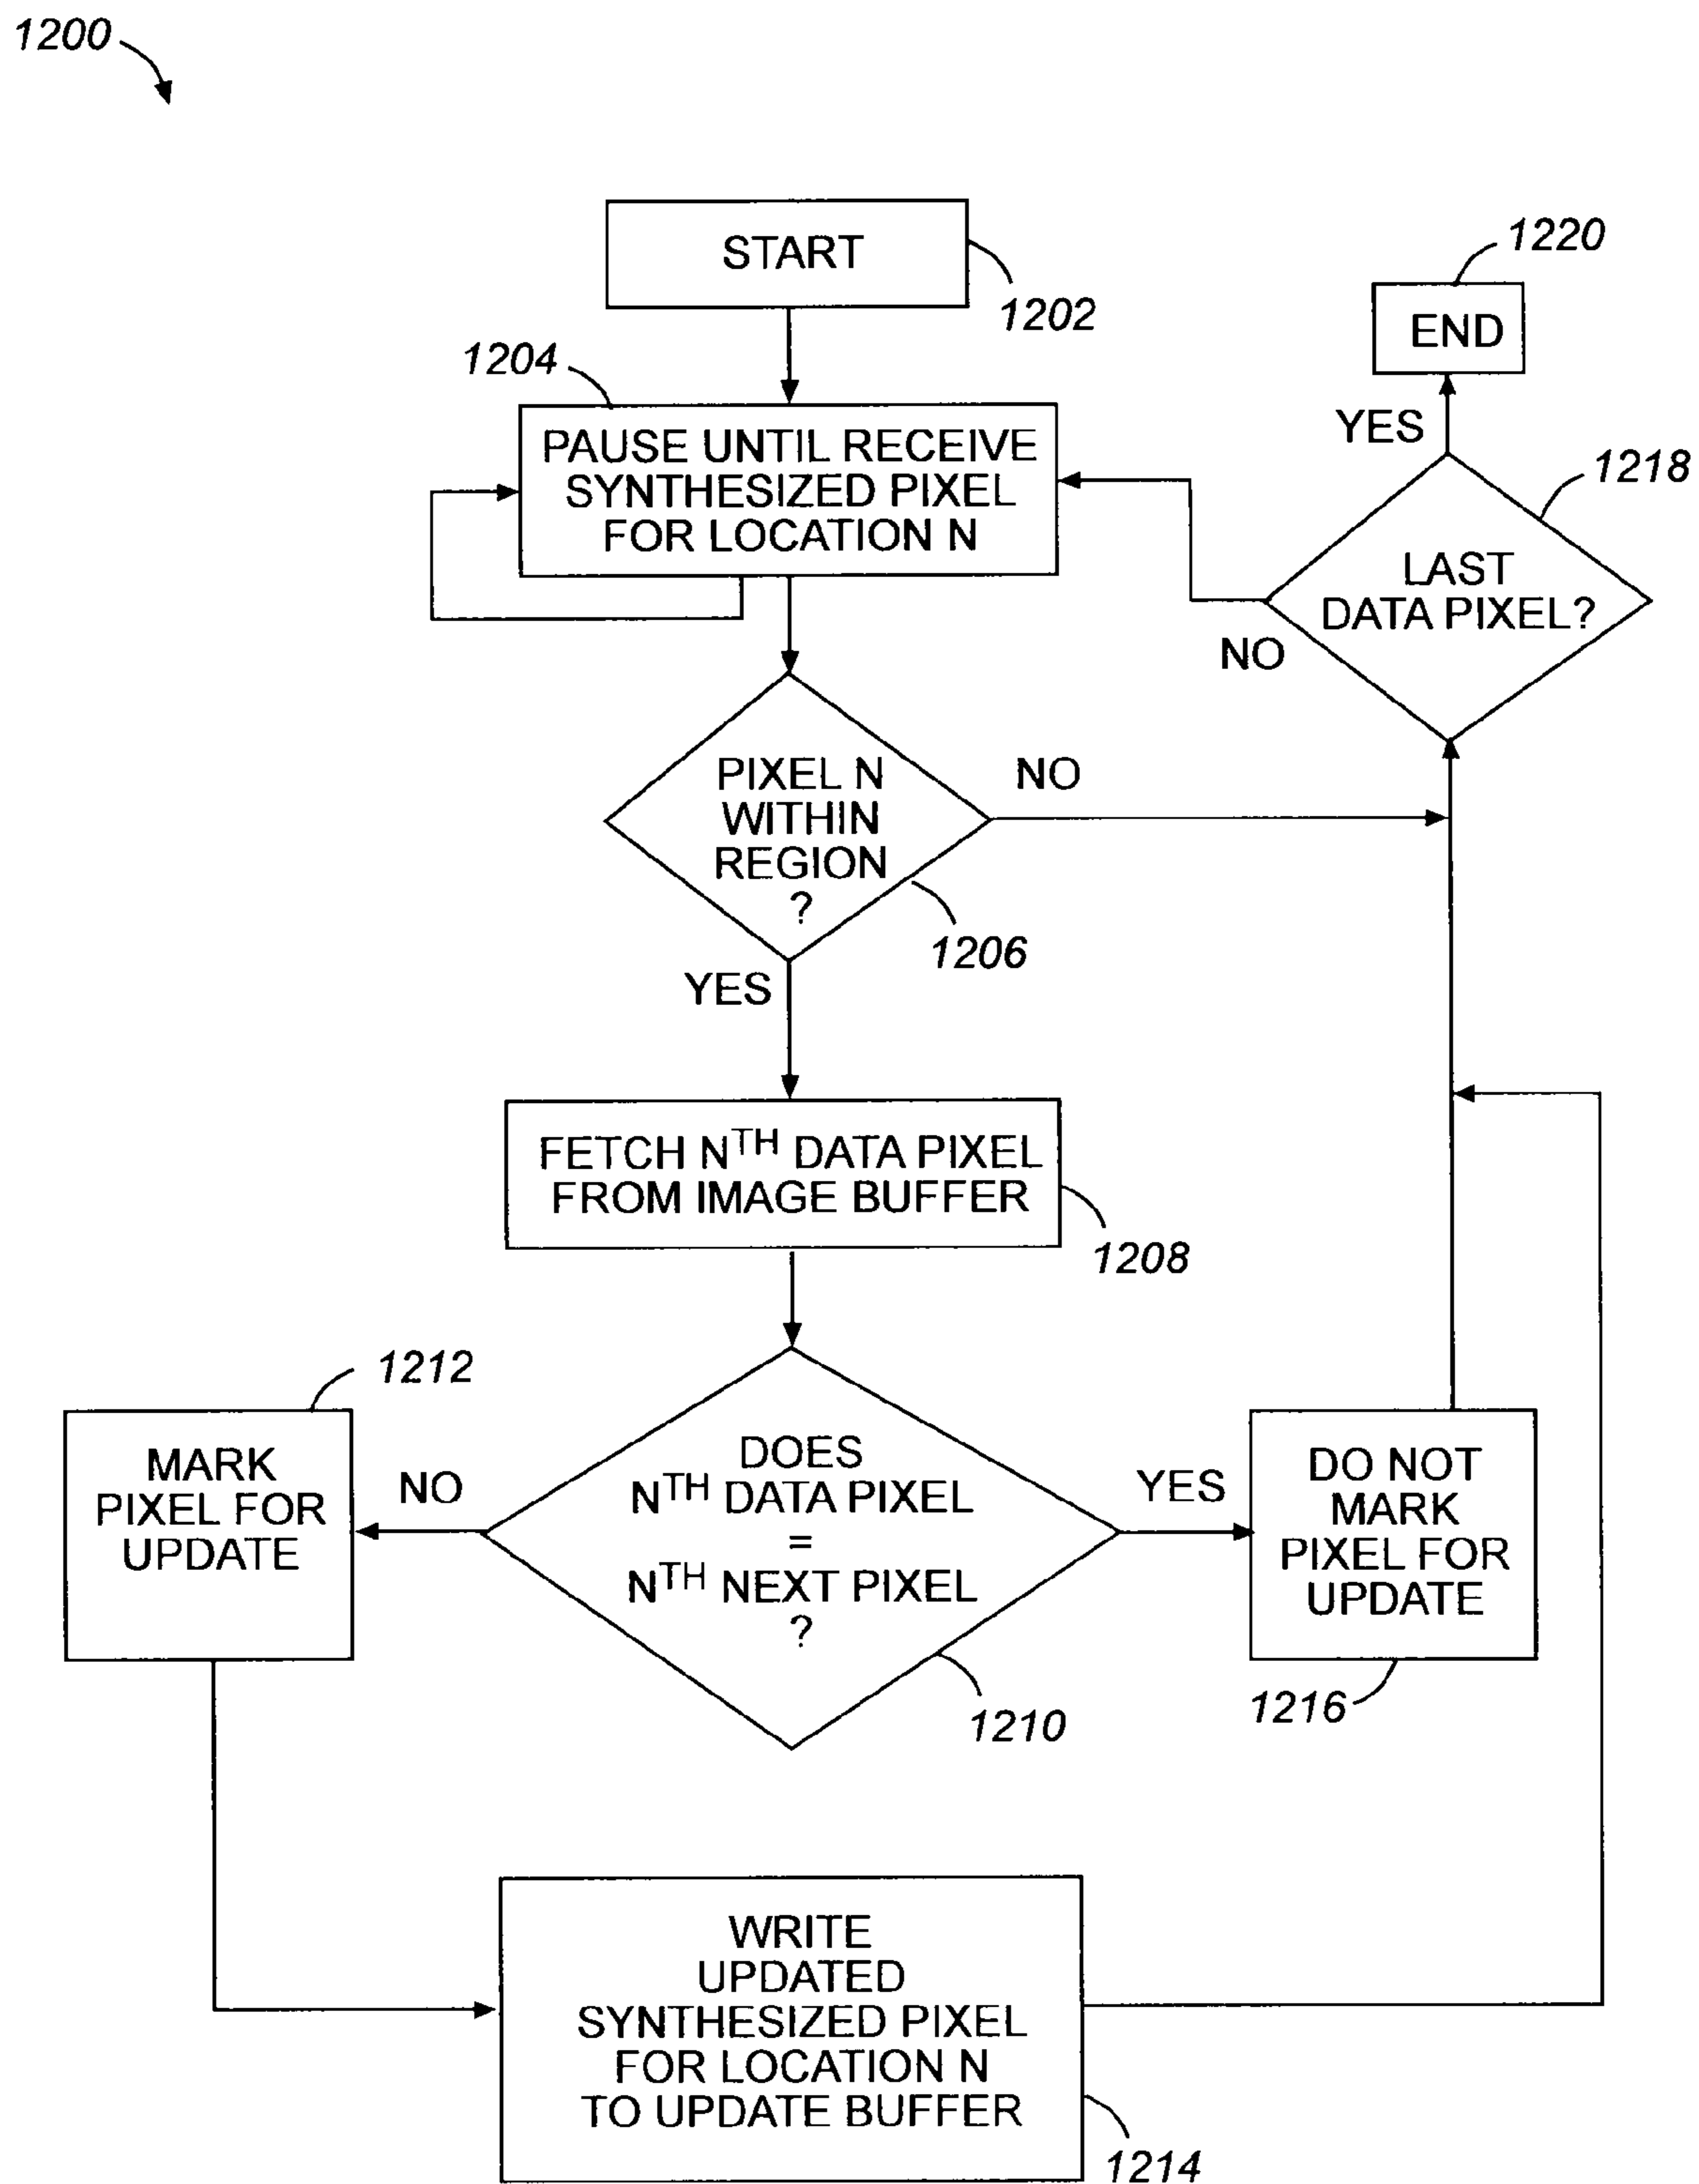 1200
START
1202
1220
END
1204
PAUSE UNTIL RECEIVE
SYNTHESIZED PIXEL
FOR LOCATION N
YES
1218
LAST
DATA PIXEL?
NO
PIXEL N
WITHIN
REGION
?
NO
1206
YES
FETCH NTH DATA PIXEL
FROM IMAGE BUFFER
1208
1212
MARK
PIXEL FOR
UPDATE
NO
DOES
NTH DATA PIXEL
=
NTH NEXT PIXEL
?
1210
YES
DO NOT
MARK
PIXEL FOR
UPDATE
1216
WRITE
UPDATED
SYNTHESIZED PIXEL
FOR LOCATION N
TO UPDATE BUFFER
1214